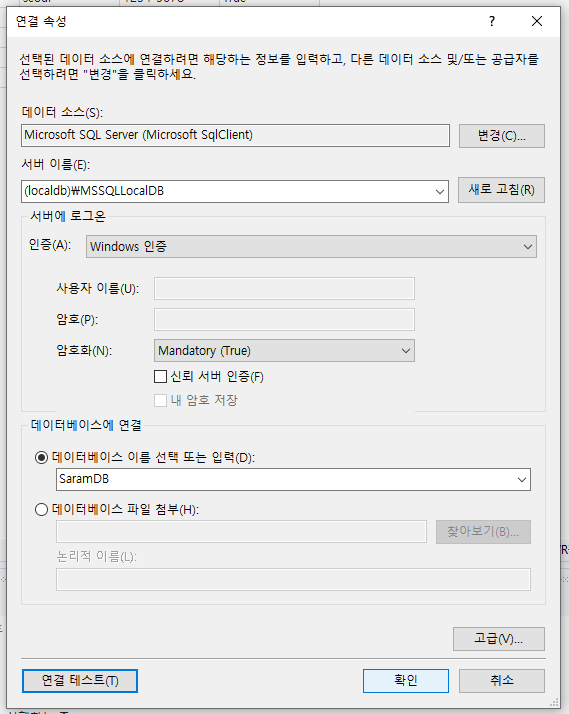 seoul 1234-5678 True
연결 속성
선택된 데이터 소스에 연결하려면 해당하는 정보를 입력하고, 다른 데이터 소스 및/또는 공급자를
선택하려면 "변경"을 클릭하세요.
데이터 소스(S):
Microsoft SQL Server (Microsoft SqlClient)
변경(C)...
서버 이름(E):
(localdb)₩MSSQLLocalDB
새로 고침(R)
서버에 로그온
인증(A):
Windows 인증
사용자 이름(U):
암호(P):
암호화(N):
Mandatory (True)
신뢰 서버 인증(F)
내 암호 저장
데이터베이스에 연결
데이터베이스 이름 선택 또는 입력(D):
SaramDB
데이터베이스 파일 첨부(H):
찾아보기(B)...
논리적 이름(L):
고급(V)...
연결 테스트(T)
확인
취소